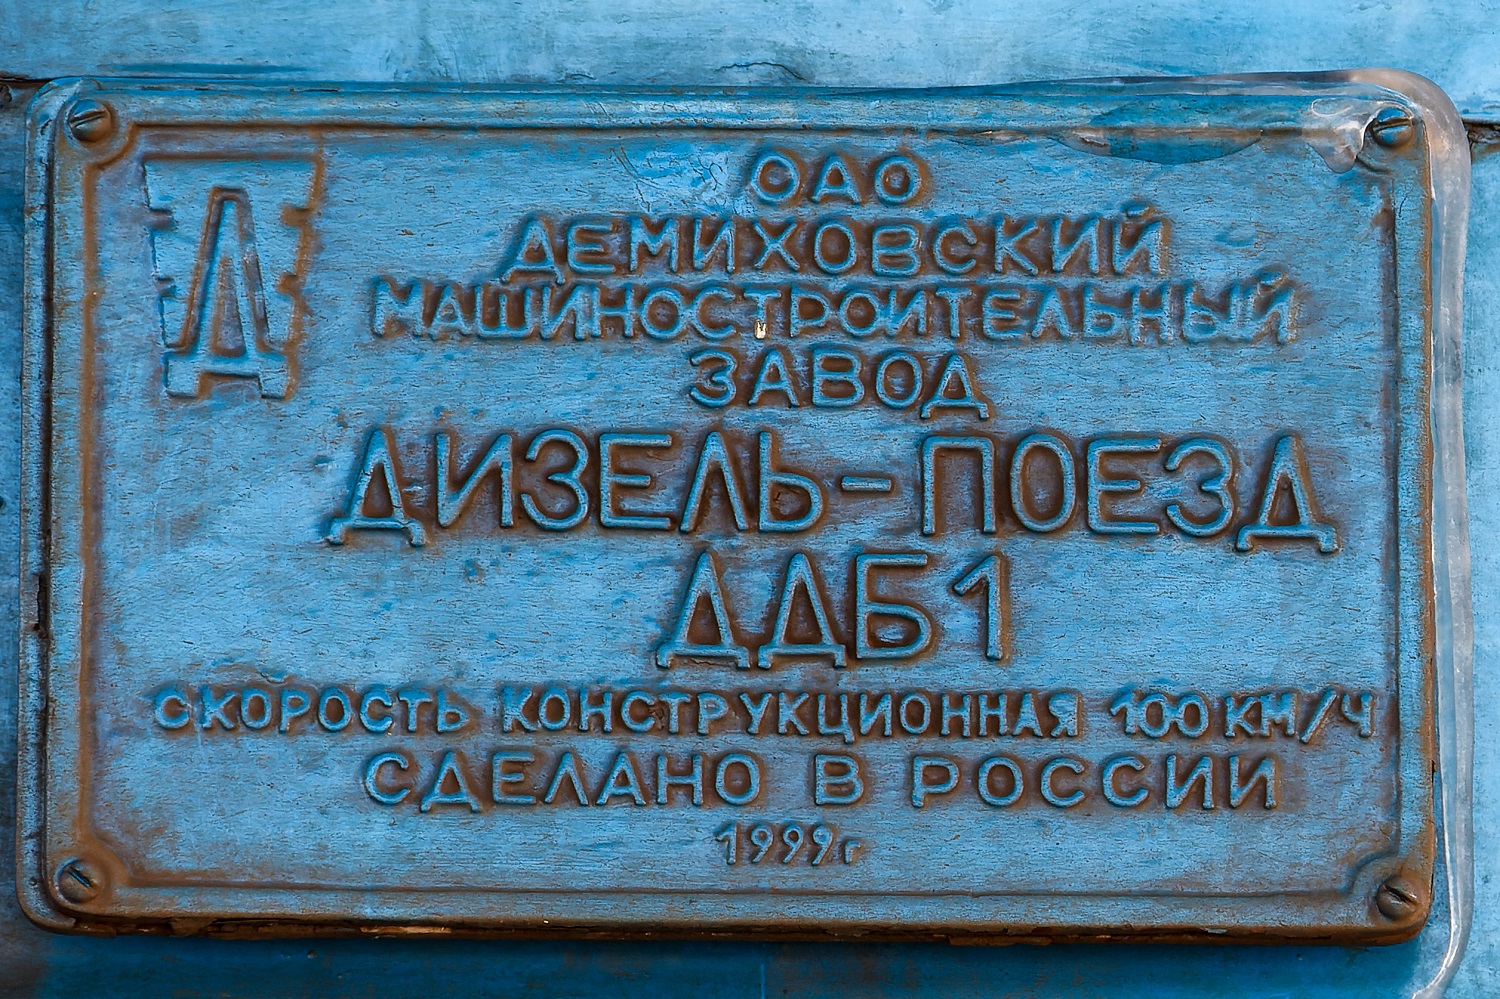 Д
ОАО
ДЕМИХОВСКИЙ
МАШИНОСТРОИТЕЛЬНЫЙ
ЗАВОД
ДИЗЕЛЬ-ПОЕЗД
ДДБ1
СКОРОСТЬ КОНСТРУКЦИОННАЯ 100 КМ/Ч
СДЕЛАНО В РОССИИ
1999г